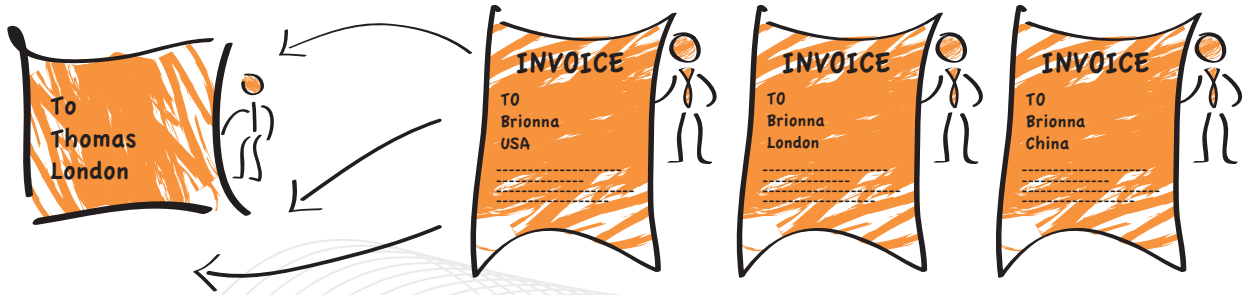 To
Thomas
London
INVOICE
TO
Brionna
USA
INVOICE
TO
Brionna
London
INVOICE
TO
Brionna
China